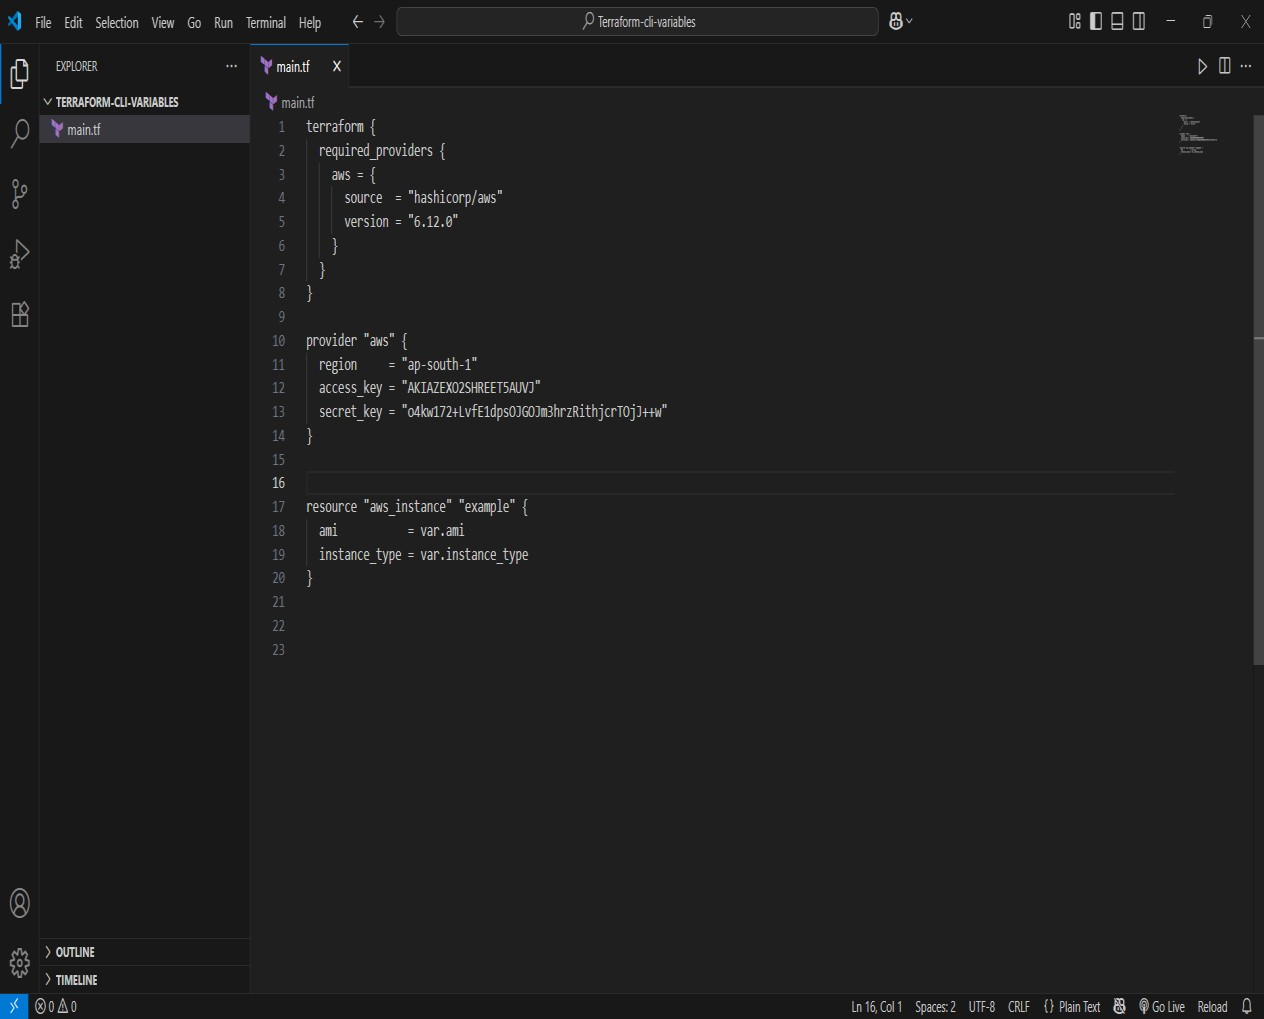 File Edit Selection View Go Run Terminal Help
Terraform-cli-variables
EXPLORER
main.tf
TERRAFORM-CLI-VARIABLES
main.tf
main.tf
1 terraform {
2 required_providers {
3 aws = {
4 source = "hashicorp/aws"
5 version = "6.12.0"
6 }
7 }
8 }
9
10 provider "aws" {
11 region = "ap-south-1"
12 access_key = "AKIAZEXO2SHREET5AUVJ"
13 secret_key = "o4kw172+LvfE1dpsOJGOJm3hrzRithjcrTOjJ++w"
14 }
15
16
17 resource "aws_instance" "example" {
18 ami = var.ami
19 instance_type = var.instance_type
20 }
21
22
23
OUTLINE
TIMELINE
0 0 Ln 16, Col 1 Spaces: 2 UTF-8 CRLF {} Plain Text Go Live Reload